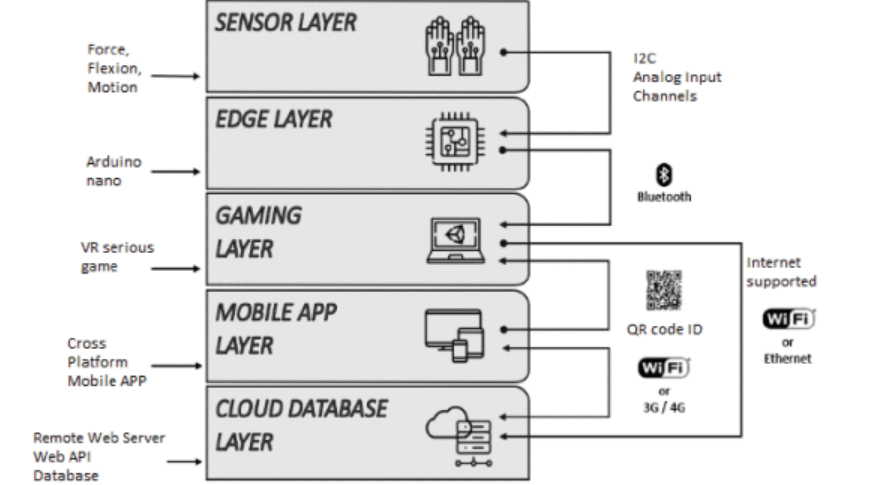 SENSOR LAYER
Force,
Flexion,
Motion
I2C
Analog Input
Channels
EDGE LAYER
Arduino
nano
Bluetooth
GAMING
LAYER
VR serious
game
Internet
supported
WiFi
or
Ethernet
QR code ID
MOBILE APP
LAYER
Cross
Platform
Mobile APP
WiFi
or
3G / 4G
CLOUD DATABASE
LAYER
Remote Web Server
Web API
Database